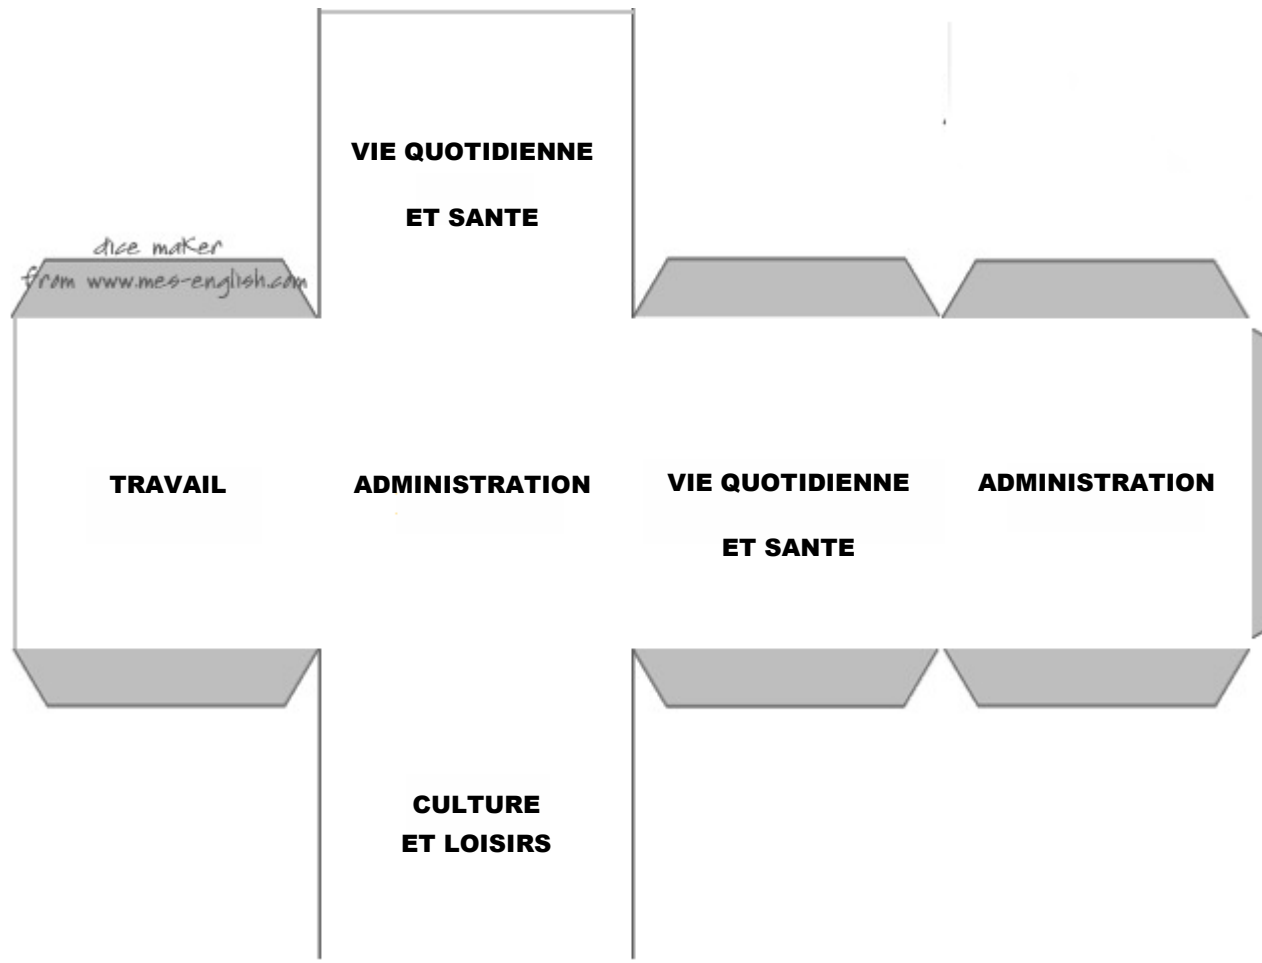 VIE QUOTIDIENNE
ET SANTE
dice maker
from www.mes-english.com
TRAVAIL
ADMINISTRATION
VIE QUOTIDIENNE
ET SANTE
ADMINISTRATION
CULTURE
ET LOISIRS